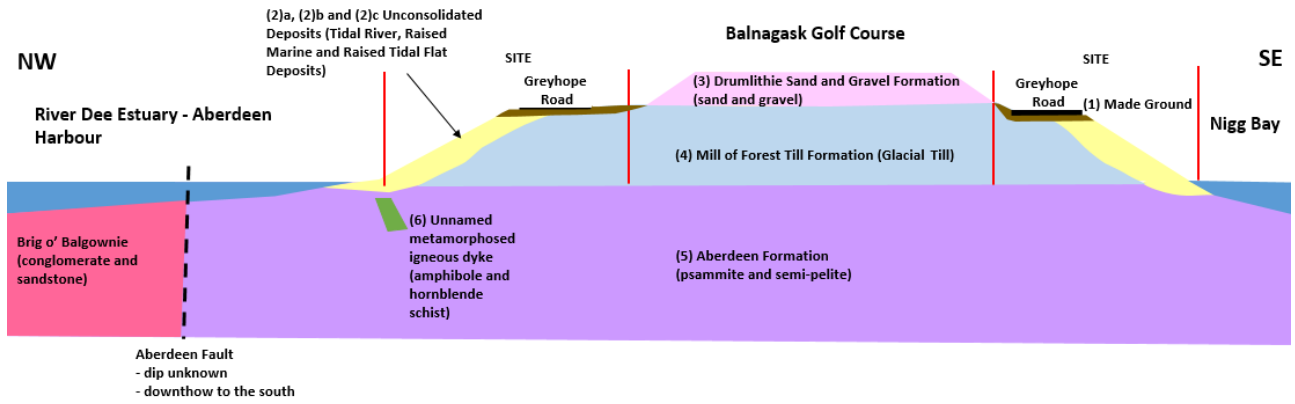 (2)a, (2)b and (2)c Unconsolidated
Deposits (Tidal River, Raised
Marine and Raised Tidal Flat
Deposits)
NW
SITE
Balnagask Golf Course
SITE
SE
River Dee Estuary - Aberdeen
Harbour
Greyhope
Road
(3) Drumlithie Sand and Gravel Formation
(sand and gravel)
Greyhope
Road
(1) Made Ground
Nigg Bay
(4) Mill of Forest Till Formation (Glacial Till)
Brig o’ Balgownie
(conglomerate and
sandstone)
(6) Unnamed
metamorphosed
igneous dyke
(amphibole and
hornblende
schist)
(5) Aberdeen Formation
(psammite and semi-pelite)
Aberdeen Fault
- dip unknown
- downthow to the south